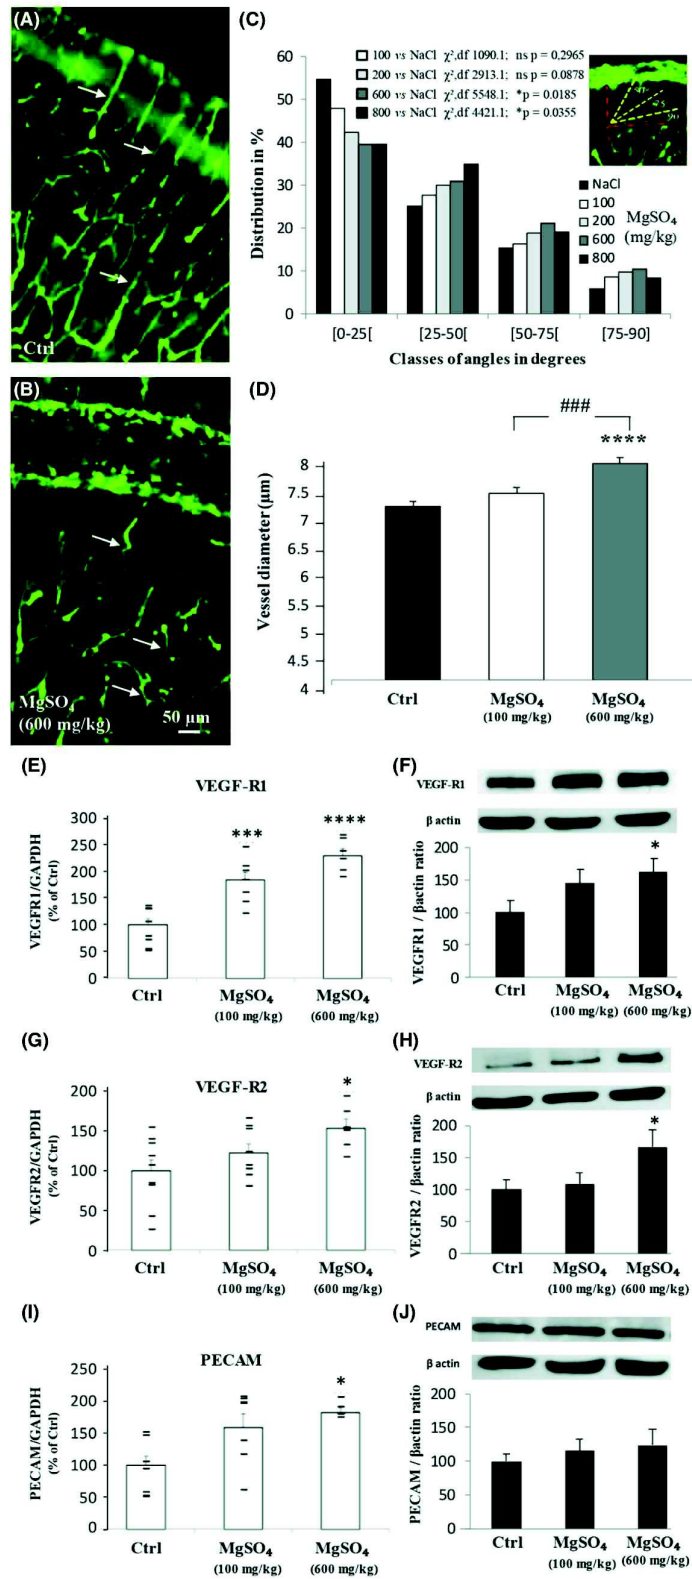 (A)
Ctrl
(B)
MgSO₄
(600 mg/kg)
50 µm
(C)
100 vs NaCl χ²,df 1090.1; ns p = 0.2965
200 vs NaCl χ²,df 2913.1; ns p = 0.0878
600 vs NaCl χ²,df 5548.1; *p = 0.0185
800 vs NaCl χ²,df 4421.1; *p = 0.0355
Distribution in %
60
50
40
30
20
10
0
NaCl
100
200
600
800
MgSO₄
(mg/kg)
[0-25[
[25-50[
[50-75[
[75-90]
Classes of angles in degrees
(D)
###
****
Vessel diameter (µm)
8
7.5
7
6.5
6
5.5
5
4.5
4
Ctrl
MgSO₄
(100 mg/kg)
MgSO₄
(600 mg/kg)
(E)
VEGF-R1
VEGFR1/GAPDH
(% of Ctrl)
300
250
200
150
100
50
0
***
****
Ctrl
MgSO₄
(100 mg/kg)
MgSO₄
(600 mg/kg)
(F)
VEGF-R1
β actin
VEGFR1 / βactin ratio
200
150
100
50
0
*
Ctrl
MgSO₄
(100 mg/kg)
MgSO₄
(600 mg/kg)
(G)
VEGF-R2
VEGFR2/GAPDH
(% of Ctrl)
200
150
100
50
0
*
Ctrl
MgSO₄
(100 mg/kg)
MgSO₄
(600 mg/kg)
(H)
VEGF-R2
β actin
VEGFR2 / βactin ratio
200
150
100
50
0
*
Ctrl
MgSO₄
(100 mg/kg)
MgSO₄
(600 mg/kg)
(I)
PECAM
PECAM/GAPDH
(% of Ctrl)
250
200
150
100
50
0
*
Ctrl
MgSO₄
(100 mg/kg)
MgSO₄
(600 mg/kg)
(J)
PECAM
β actin
PECAM / βactin ratio
200
150
100
50
0
Ctrl
MgSO₄
(100 mg/kg)
MgSO₄
(600 mg/kg)